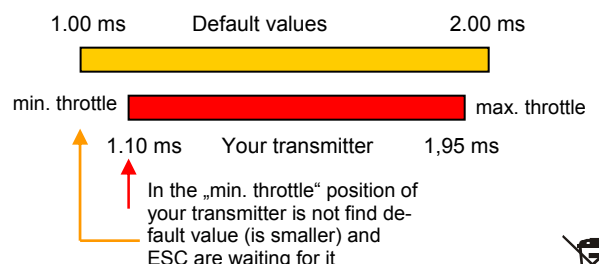 1.00 ms Default values 2.00 ms
min. throttle max. throttle
1.10 ms Your transmitter 1,95 ms
In the „min. throttle“ position of
your transmitter is not find de-
fault value (is smaller) and
ESC are waiting for it